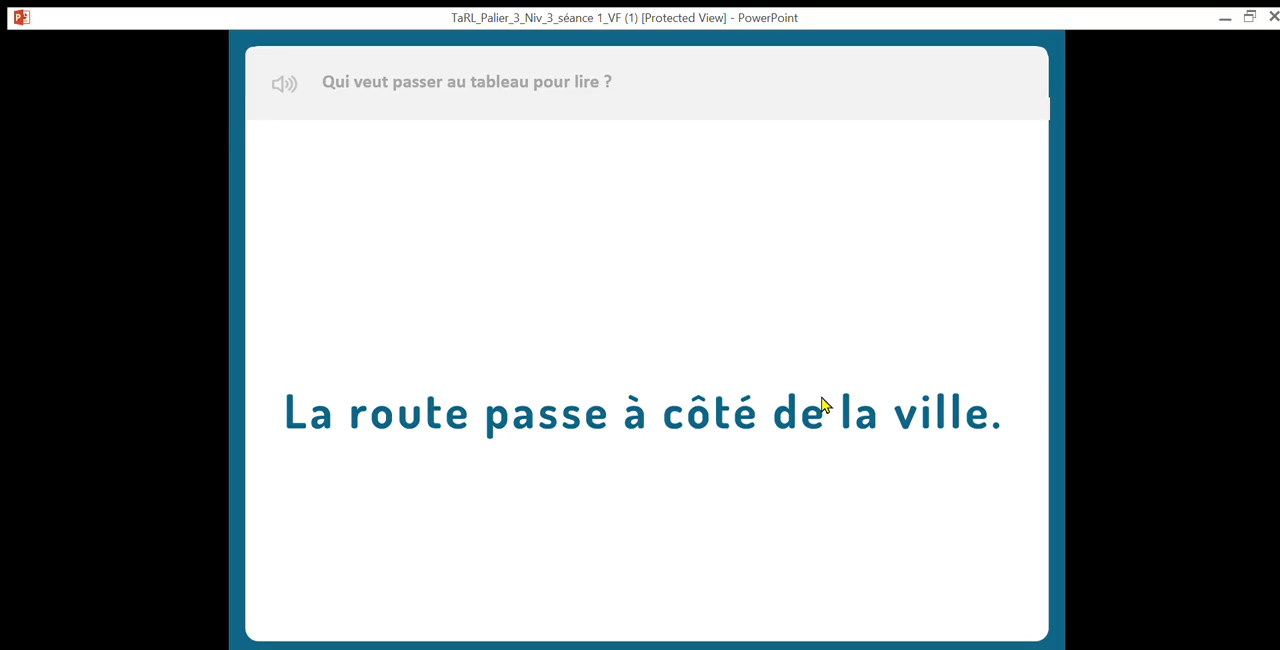 TaRL_Palier_3_Niv_3_séance 1_VF (1) [Protected View] - PowerPoint
Qui veut passer au tableau pour lire ?
La route passe à côté de la ville.